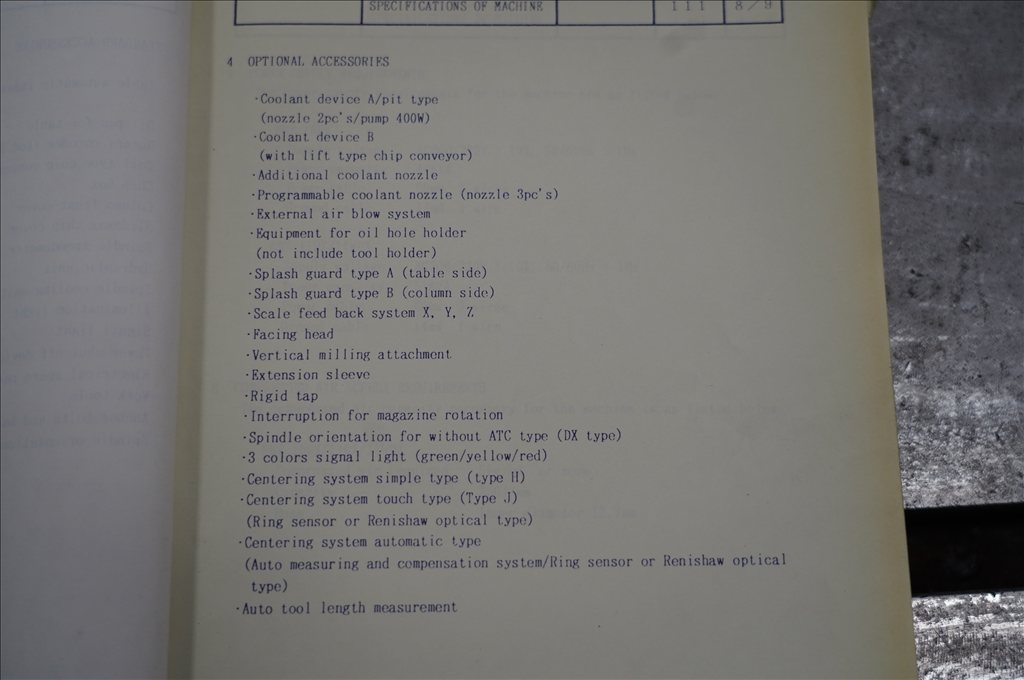 SPECIFICATIONS OF MACHINE III 8/9
4 OPTIONAL ACCESSORIES
·Coolant device A/pit type
(nozzle 2pc's/pump 400W)
·Coolant device B
(with lift type chip conveyor)
·Additional coolant nozzle
·Programmable coolant nozzle (nozzle 3pc's)
·External air blow system
·Equipment for oil hole holder
(not include tool holder)
·Splash guard type A (table side)
·Splash guard type B (column side)
·Scale feed back system X, Y, Z
·Facing head
·Vertical milling attachment
·Extension sleeve
·Rigid tap
·Interruption for magazine rotation
·Spindle orientation for without ATC type (DX type)
·3 colors signal light (green/yellow/red)
·Centering system simple type (type H)
·Centering system touch type (Type J)
(Ring sensor or Renishaw optical type)
·Centering system automatic type
(Auto measuring and compensation system/Ring sensor or Renishaw optical
type)
·Auto tool length measurement